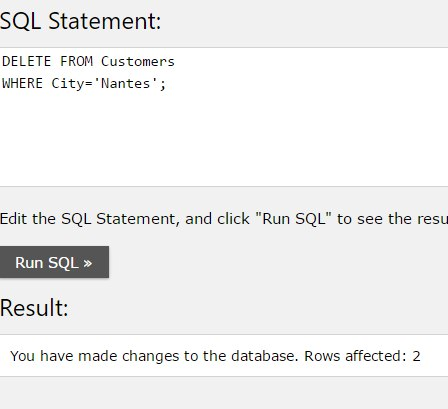 SQL Statement:
DELETE FROM Customers
WHERE City='Nantes';
Edit the SQL Statement, and click "Run SQL" to see the resu
Run SQL »
Result:
You have made changes to the database. Rows affected: 2